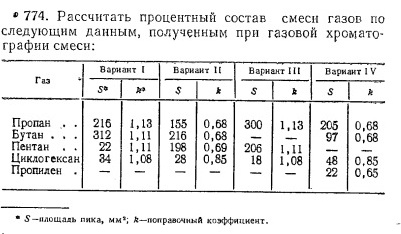 • 774. Рассчитать процентный состав смеси газов по
следующим данным, полученным при газовой хромато-
графии смеси:
Газ Вариант I Вариант II Вариант III Вариант IV
S* k* S k S k S k
Пропан . . 216 1,13 155 0,68 300 1,13 205 0,68
Бутан . . . 312 1,11 216 0,68 — — 97 0,68
Пентан . . 22 1,11 198 0,69 206 1,11 — —
Циклогексан 34 1,08 28 0,85 18 1,08 48 0,85
Пропилен . — — — — — — 22 0,65
* S—площадь пика, мм²; k—поправочный коэффициент.